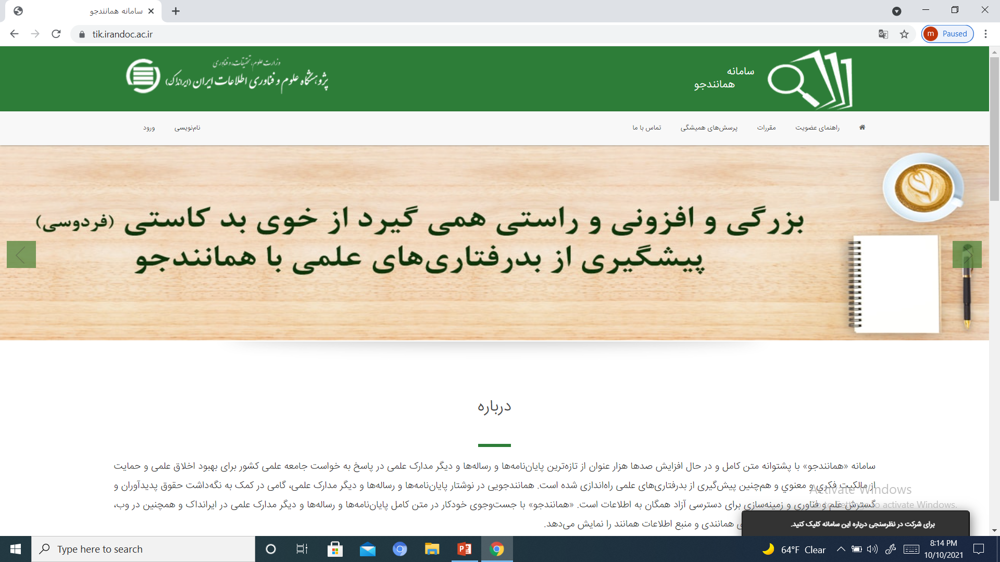 سامانه همانندجو
tik.irandoc.ac.ir
m Paused
سامانه
همانندجو
وزارت علوم، تحقیقات، و فناوری
پژوهشگاه علوم و فناوری اطلاعات ایران (ایرانداک)
راهنمای عضویت
مقررات
پرسش‌های همیشگی
تماس با ما
نام‌نویسی
ورود
بزرگی و افزونی و راستی همی گیرد از خوی بد کاستی (فردوسی)
پیشگیری از بدرفتاری‌های علمی با همانندجو
درباره
سامانه «همانندجو» با پشتوانه متن کامل و در حال افزایش صدها هزار عنوان از تازه‌ترین پایان‌نامه‌ها و رساله‌ها و دیگر مدارک علمی در پاسخ به خواست جامعه علمی کشور برای بهبود اخلاق علمی و حمایت
از مالکیت فکري و معنوي و هم‌چنین پیش‌گیری از بدرفتاری‌های علمی راه‌اندازی شده است. همانندجویی در نوشتار پایان‌نامه‌ها و رساله‌ها و دیگر مدارک علمی، گامی در کمک به نگه‌داشت حقوق پدیدآوران و
گسترش علم و فناوری و زمینه‌سازی برای دسترسی آزاد همگان به اطلاعات است. «همانندجو» با جست‌وجوی خودکار در متن کامل پایان‌نامه‌ها و رساله‌ها و دیگر مدارک علمی در ایرانداک و همچنین در وب،
همانندی و منبع اطلاعات همانند را نمایش می‌دهد.
Activate Windows
Go to Settings to activate Windows.
برای شرکت در نظرسنجی درباره این سامانه کلیک کنید.
Type here to search
64°F Clear
8:14 PM
10/10/2021